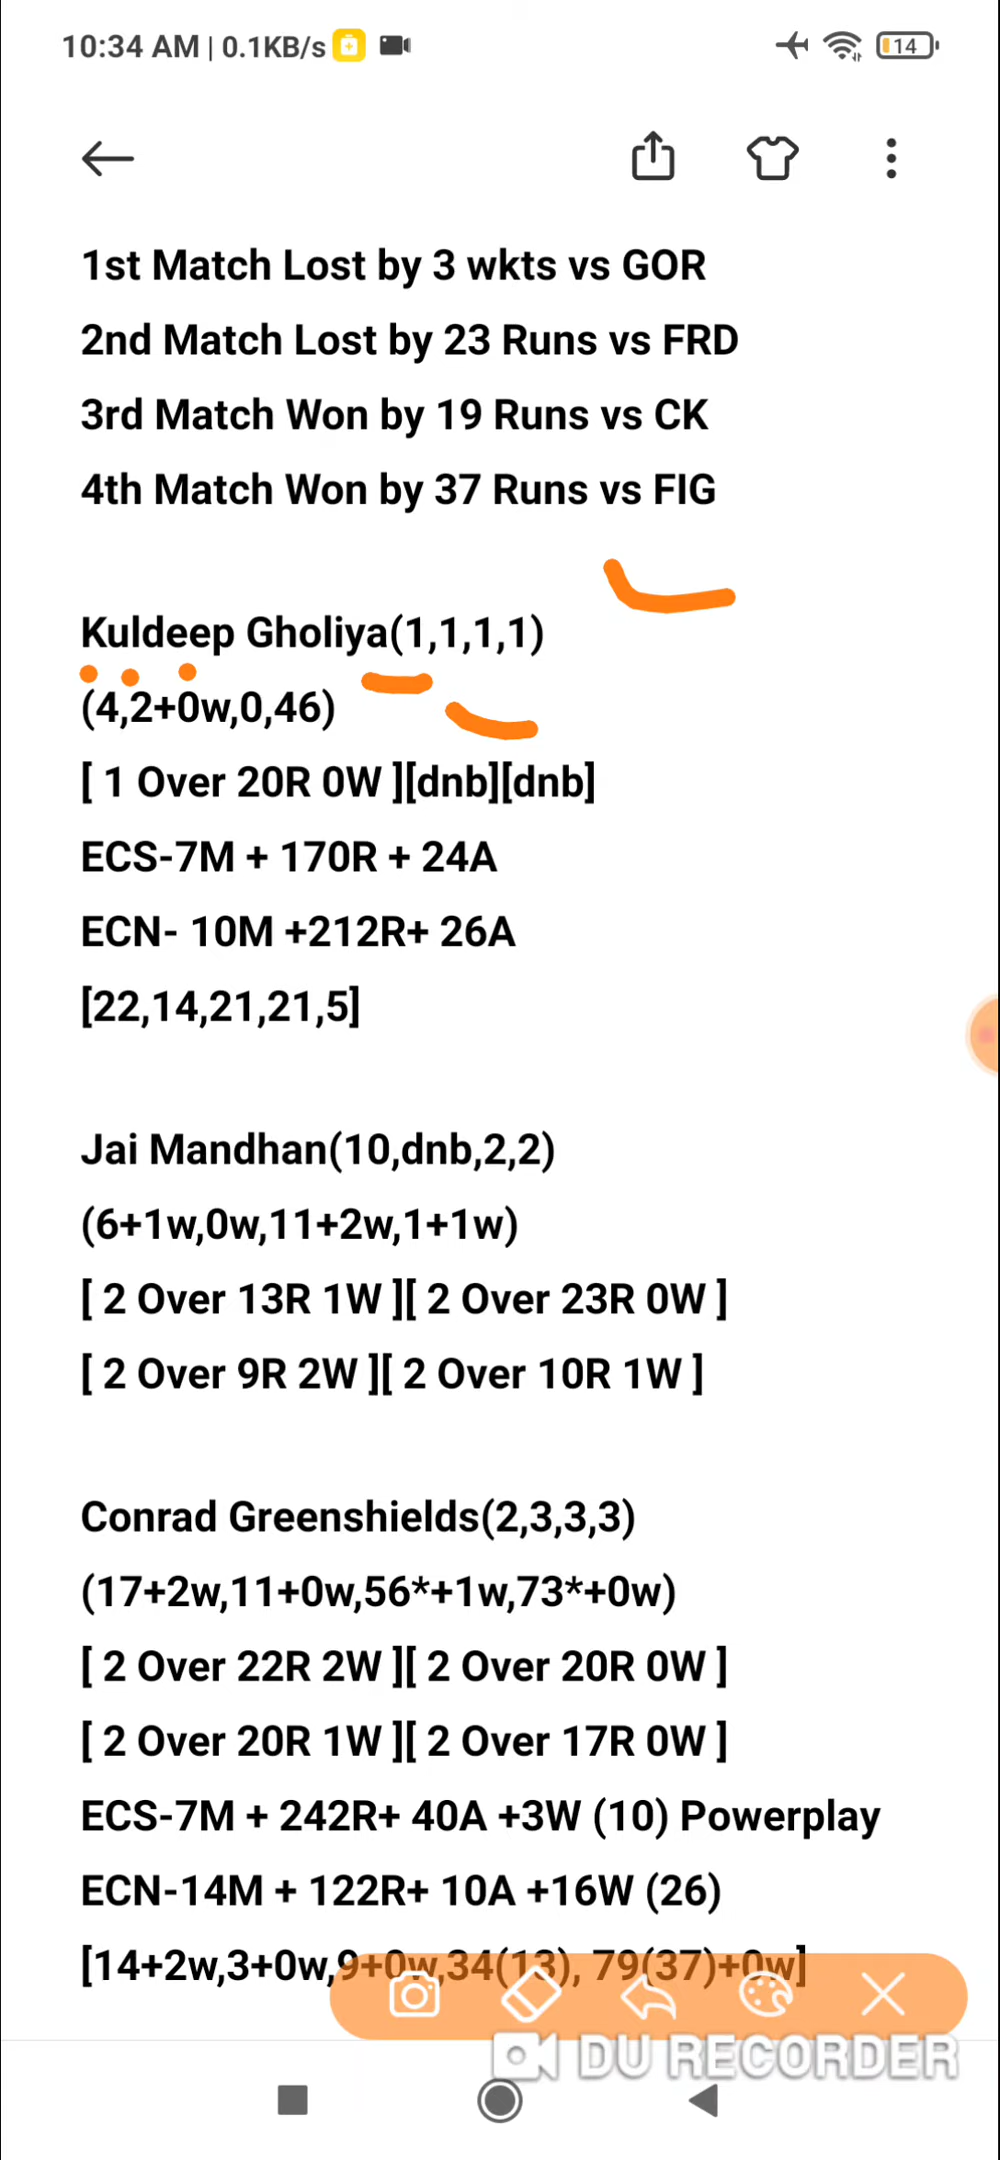 10:34 AM | 0.1KB/s 14
1st Match Lost by 3 wkts vs GOR
2nd Match Lost by 23 Runs vs FRD
3rd Match Won by 19 Runs vs CK
4th Match Won by 37 Runs vs FIG
Kuldeep Gholiya(1,1,1,1)
(4,2+0w,0,46)
[ 1 Over 20R 0W ][dnb][dnb]
ECS-7M + 170R + 24A
ECN- 10M +212R+ 26A
[22,14,21,21,5]
Jai Mandhan(10,dnb,2,2)
(6+1w,0w,11+2w,1+1w)
[ 2 Over 13R 1W ][ 2 Over 23R 0W ]
[ 2 Over 9R 2W ][ 2 Over 10R 1W ]
Conrad Greenshields(2,3,3,3)
(17+2w,11+0w,56*+1w,73*+0w)
[ 2 Over 22R 2W ][ 2 Over 20R 0W ]
[ 2 Over 20R 1W ][ 2 Over 17R 0W ]
ECS-7M + 242R+ 40A +3W (10) Powerplay
ECN-14M + 122R+ 10A +16W (26)
[14+2w,3+0w,9+0w,34(13), 79(37)+0w]
DU RECORDER